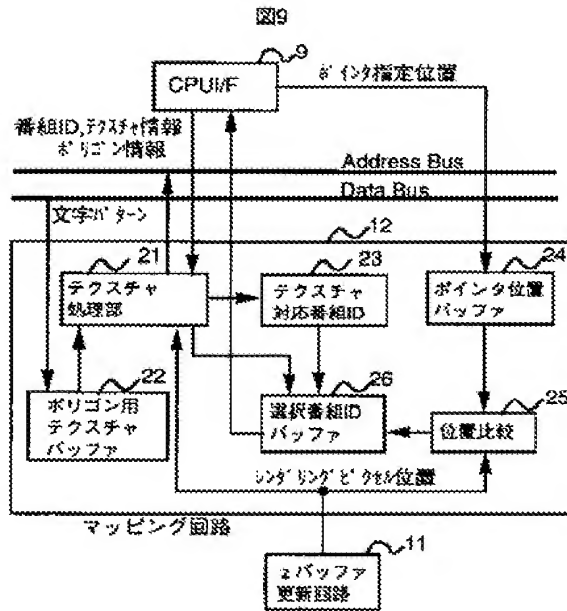 図9
9
CPUI/F
ポインタ指定位置
番組ID,テクスチャ情報
ポリゴン情報
Address Bus
Data Bus
文字パターン
12
21
テクスチャ
処理部
23
テクスチャ
対応番組ID
24
ポインタ位置
バッファ
22
ポリゴン用
テクスチャ
バッファ
26
選択番組ID
バッファ
25
位置比較
レンダリングピクセル位置
マッピング回路
11
zバッファ
更新回路